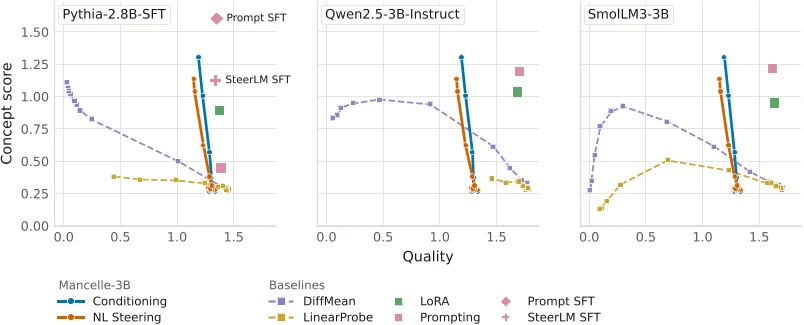 Pythia-2.8B-SFT
Prompt SFT
SteerLM SFT
Qwen2.5-3B-Instruct
SmolLM3-3B
Concept score
1.50
1.25
1.00
0.75
0.50
0.25
0.00
0.0 0.5 1.0 1.5
0.0 0.5 1.0 1.5
0.0 0.5 1.0 1.5
Quality
Mancelle-3B
Conditioning
NL Steering
Baselines
DiffMean LoRA Prompt SFT
LinearProbe Prompting SteerLM SFT